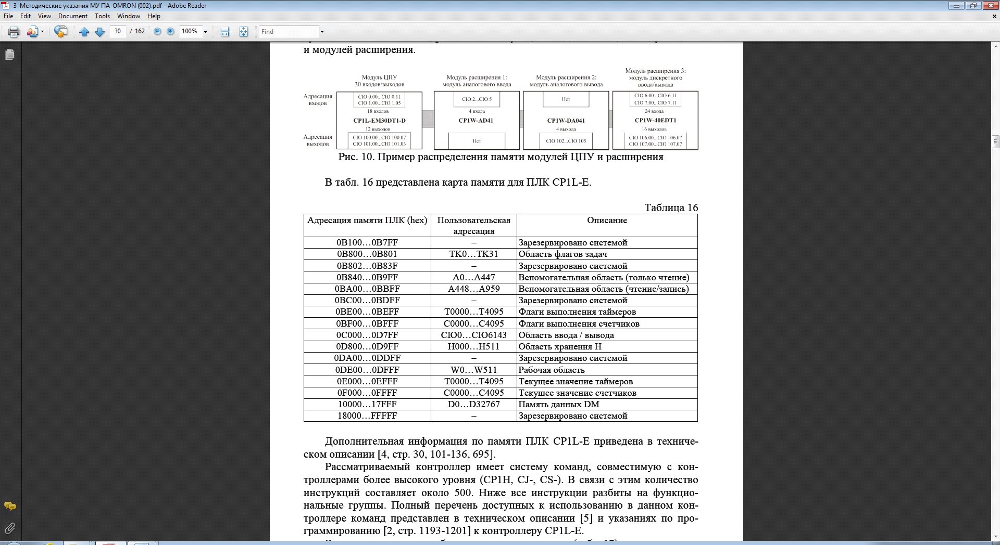 3 Методические указания МУ ПА-OMRON (002).pdf - Adobe Reader
File Edit View Document Tools Window Help
30 / 162 100% Find
и модулей расширения.
Модуль ЦПУ
30 входов/выходов
Модуль расширения 1:
модуль аналогового ввода
Модуль расширения 2:
модуль аналогового вывода
Модуль расширения 3:
модуль дискретного
ввода/вывода
Адресация
входов
CIO 0.00...CIO 0.11
CIO 1.00...CIO 1.05
18 входов
CP1L-EM30DT1-D
12 выходов
CIO 100.00...CIO 100.07
CIO 101.00...CIO 101.03
CIO 2...CIO 5
4 входа
CP1W-AD41
Нет
Нет
CP1W-DA041
4 выхода
CIO 102...CIO 105
CIO 6.00...CIO 6.11
CIO 7.00...CIO 7.11
24 входа
CP1W-40EDT1
16 выходов
CIO 106.00...CIO 106.07
CIO 107.00...CIO 107.07
Адресация
выходов
Рис. 10. Пример распределения памяти модулей ЦПУ и расширения
В табл. 16 представлена карта памяти для ПЛК CP1L-E.
Таблица 16
Адресация памяти ПЛК (hex) Пользовательская адресация Описание
0B100…0B7FF – Зарезервировано системой
0B800…0B801 TK0…TK31 Область флагов задач
0B802…0B83F – Зарезервировано системой
0B840…0B9FF A0…A447 Вспомогательная область (только чтение)
0BA00…0BBFF A448…A959 Вспомогательная область (чтение/запись)
0BC00…0BDFF – Зарезервировано системой
0BE00…0BEFF T0000…T4095 Флаги выполнения таймеров
0BF00…0BFFF C0000…C4095 Флаги выполнения счетчиков
0C000…0D7FF CIO0…CIO6143 Область ввода / вывода
0D800…0D9FF H000…H511 Область хранения H
0DA00…0DDFF – Зарезервировано системой
0DE00…0DFFF W0…W511 Рабочая область
0E000…0EFFF T0000…T4095 Текущее значение таймеров
0F000…0FFFF C0000…C4095 Текущее значение счетчиков
10000…17FFF D0…D32767 Память данных DM
18000…FFFFF – Зарезервировано системой
Дополнительная информация по памяти ПЛК CP1L-E приведена в техниче-
ском описании [4, стр. 30, 101-136, 695].
Рассматриваемый контроллер имеет систему команд, совместимую с кон-
троллерами более высокого уровня (CP1H, CJ-, CS-). В связи с этим количество
инструкций составляет около 500. Ниже все инструкции разбиты на функцио-
нальные группы. Полный перечень доступных к использованию в данном кон-
троллере команд представлен в техническом описании [5] и указаниях по про-
граммированию [2, стр. 1193-1201] к контроллеру CP1L-E.